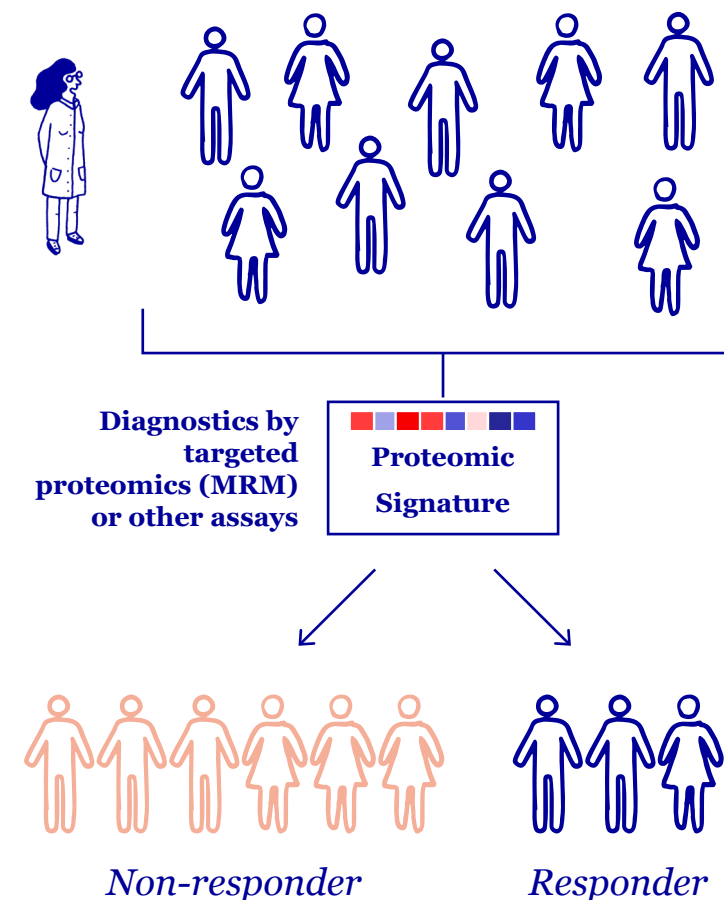 Diagnostics by
targeted
proteomics (MRM)
or other assays
Proteomic
Signature
Non-responder
Responder